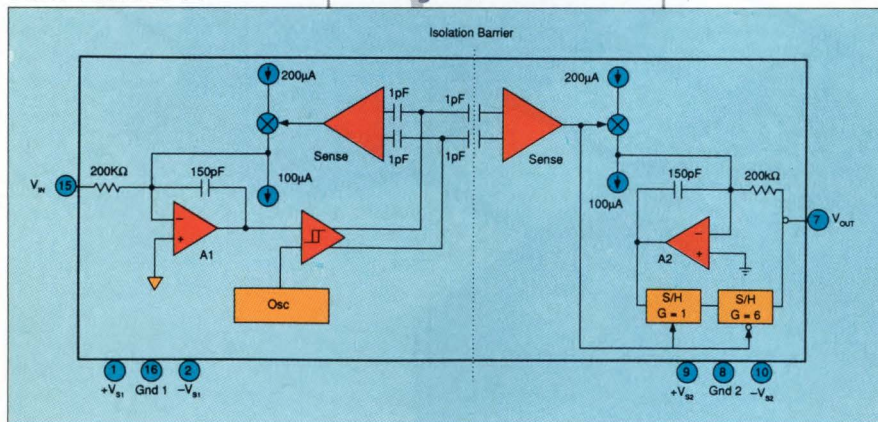 Isolation Barrier
200µA
200µA
1pF
1pF
1pF
1pF
Sense
Sense
150pF
150pF
200KΩ
200kΩ
100µA
100µA
V_IN 15
7 V_OUT
A1
A2
Osc
S/H
G = 1
S/H
G = 6
1
16
2
9
8
10
+V_S1
Gnd 1
–V_S1
+V_S2
Gnd 2
–V_S2